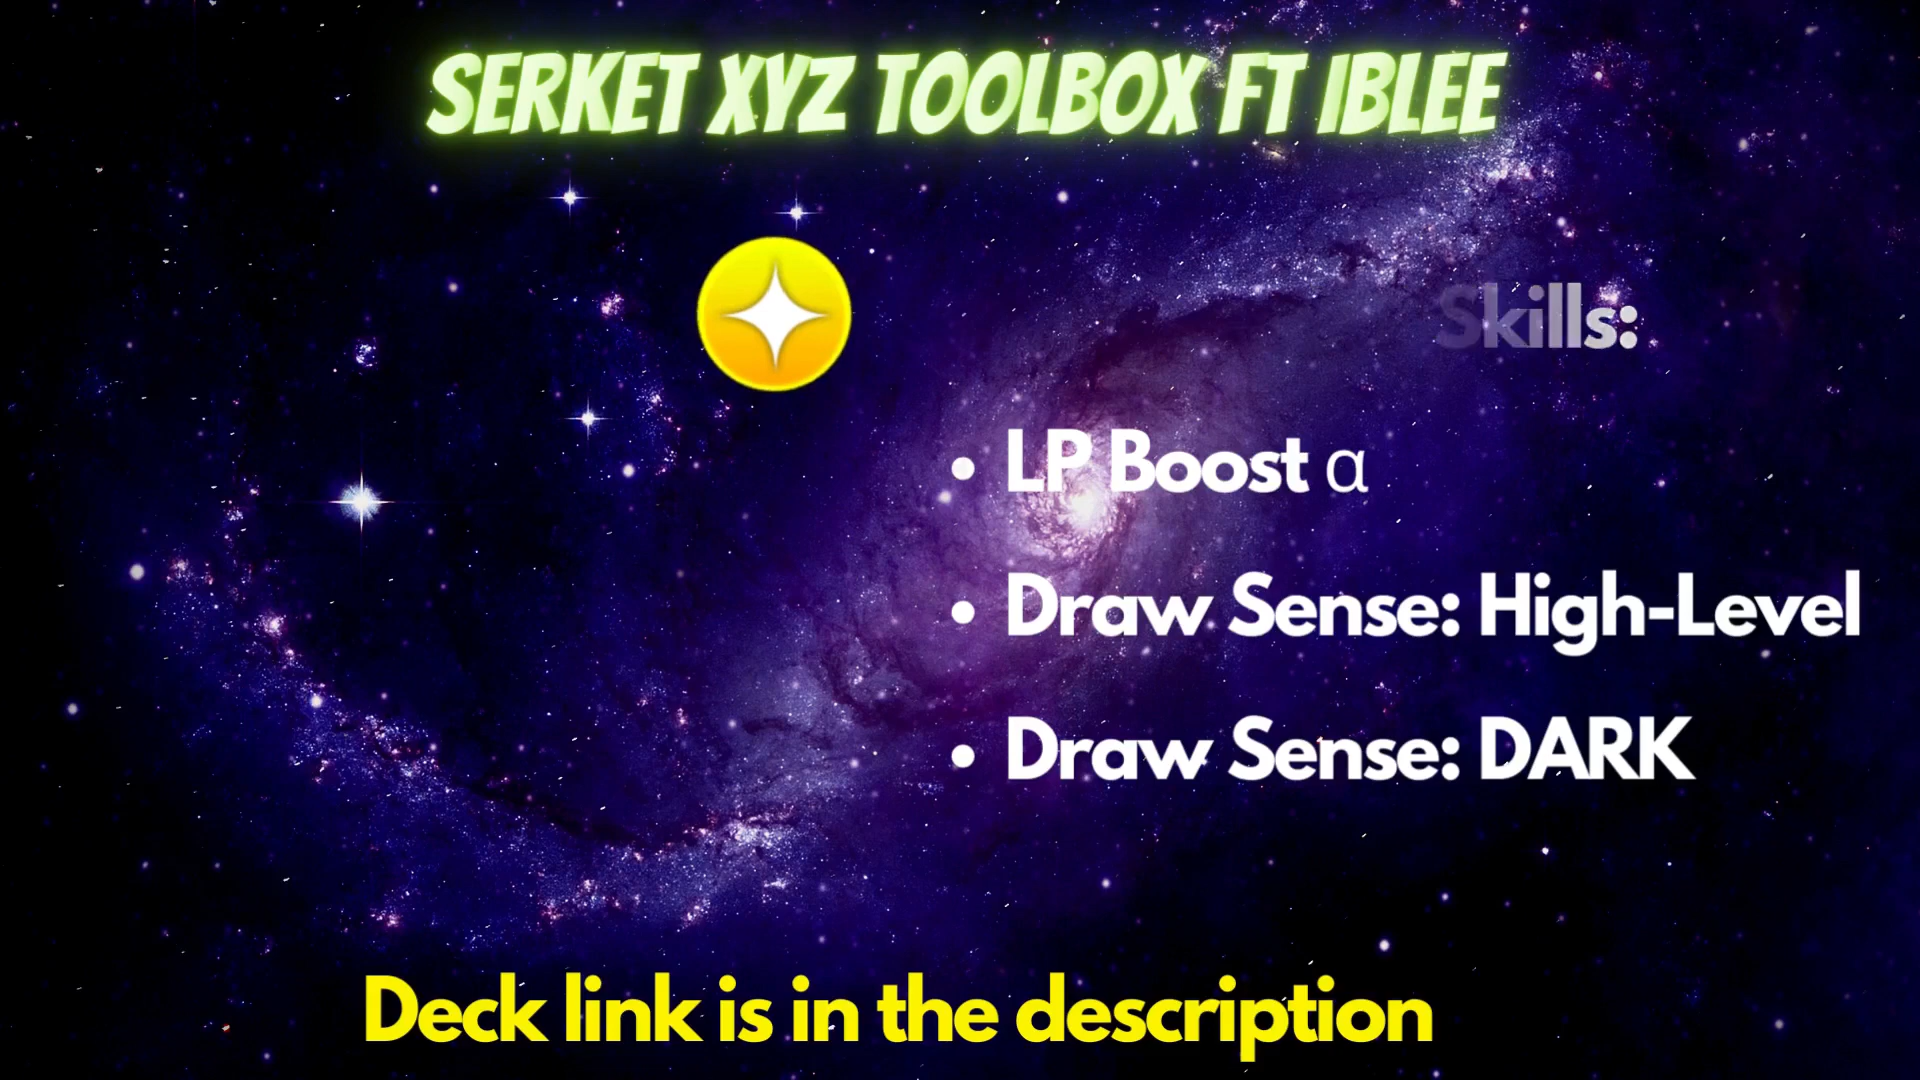 SERKET XYZ TOOLBOX FT IBLEE
Skills:
• LP Boost α
• Draw Sense: High-Level
• Draw Sense: DARK
Deck link is in the description